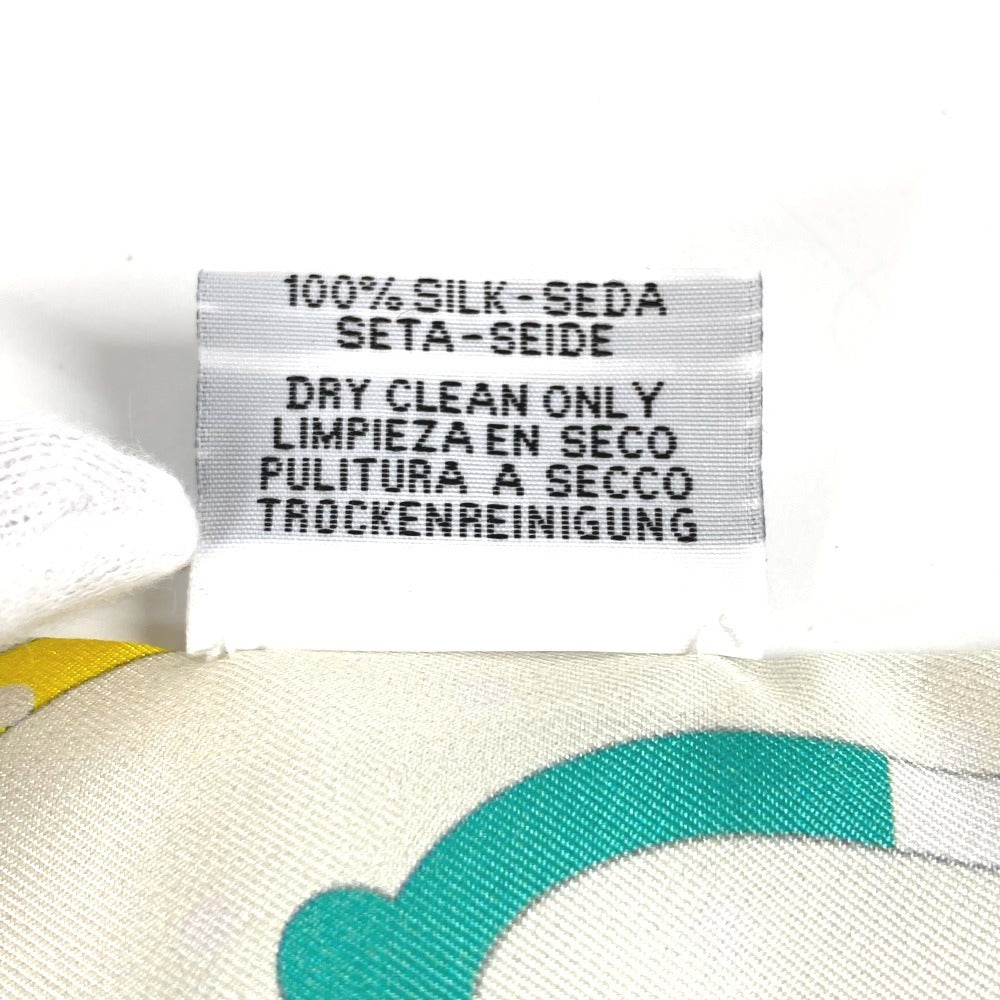 100% SILK-SEDA
SETA-SEIDE
DRY CLEAN ONLY
LIMPIEZA EN SECO
PULITURA A SECCO
TROCKENREINIGUNG